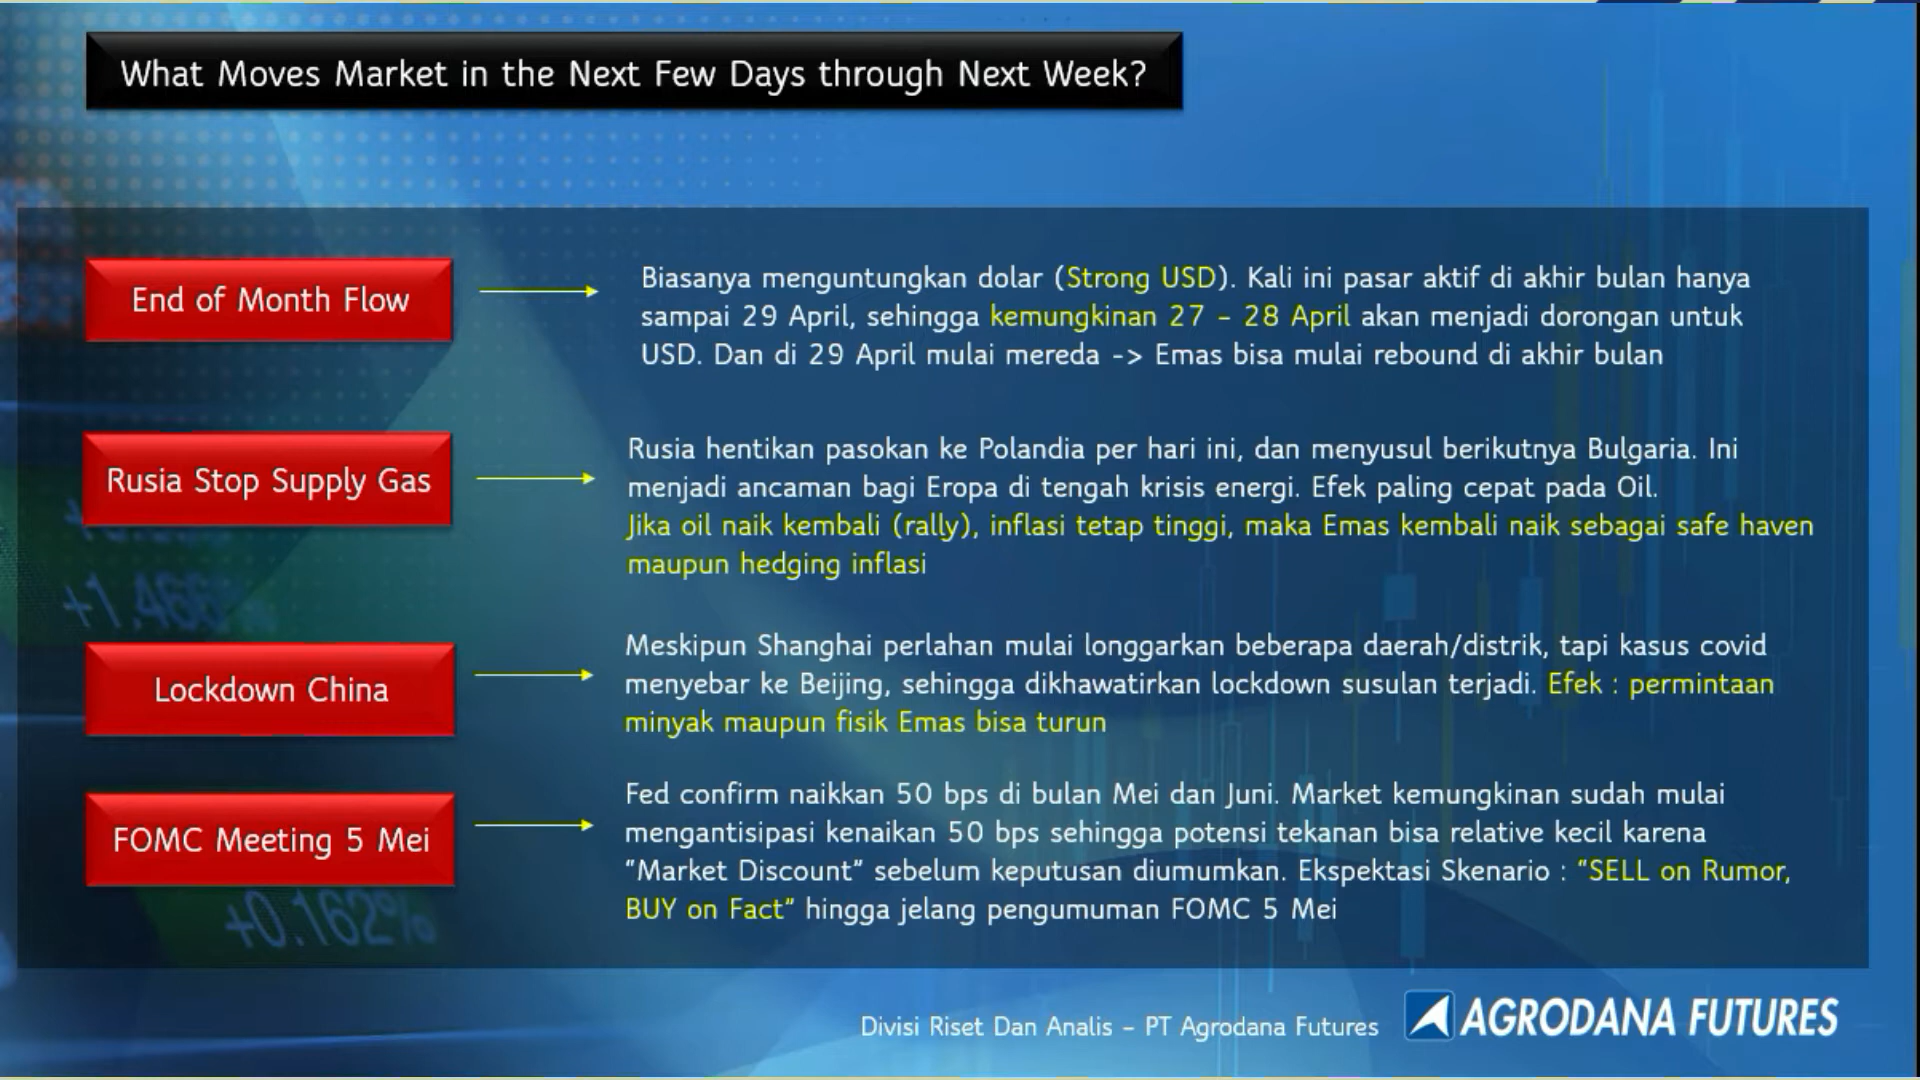 What Moves Market in the Next Few Days through Next Week?
End of Month Flow
Biasanya menguntungkan dolar (Strong USD). Kali ini pasar aktif di akhir bulan hanya
sampai 29 April, sehingga kemungkinan 27 – 28 April akan menjadi dorongan untuk
USD. Dan di 29 April mulai mereda -> Emas bisa mulai rebound di akhir bulan
Rusia Stop Supply Gas
Rusia hentikan pasokan ke Polandia per hari ini, dan menyusul berikutnya Bulgaria. Ini
menjadi ancaman bagi Eropa di tengah krisis energi. Efek paling cepat pada Oil.
Jika oil naik kembali (rally), inflasi tetap tinggi, maka Emas kembali naik sebagai safe haven
maupun hedging inflasi
Lockdown China
Meskipun Shanghai perlahan mulai longgarkan beberapa daerah/distrik, tapi kasus covid
menyebar ke Beijing, sehingga dikhawatirkan lockdown susulan terjadi. Efek : permintaan
minyak maupun fisik Emas bisa turun
FOMC Meeting 5 Mei
Fed confirm naikkan 50 bps di bulan Mei dan Juni. Market kemungkinan sudah mulai
mengantisipasi kenaikan 50 bps sehingga potensi tekanan bisa relative kecil karena
"Market Discount" sebelum keputusan diumumkan. Ekspektasi Skenario : "SELL on Rumor,
BUY on Fact" hingga jelang pengumuman FOMC 5 Mei
+0.162%
Divisi Riset Dan Analis – PT Agrodana Futures
AGRODANA FUTURES